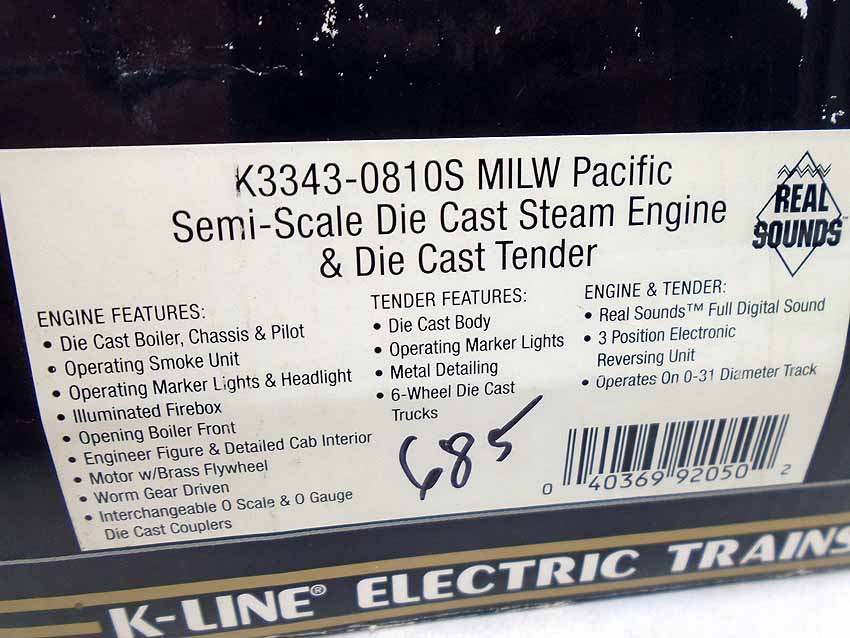 K3343-0810S MILW Pacific
Semi-Scale Die Cast Steam Engine
& Die Cast Tender
REAL
SOUNDS™
ENGINE FEATURES:
• Die Cast Boiler, Chassis & Pilot
• Operating Smoke Unit
• Operating Marker Lights & Headlight
• Illuminated Firebox
• Opening Boiler Front
• Engineer Figure & Detailed Cab Interior
• Motor w/Brass Flywheel
• Worm Gear Driven
• Interchangeable O Scale & O Gauge
Die Cast Couplers
TENDER FEATURES:
• Die Cast Body
• Operating Marker Lights
• Metal Detailing
• 6-Wheel Die Cast
Trucks
ENGINE & TENDER:
• Real Sounds™ Full Digital Sound
• 3 Position Electronic
Reversing Unit
• Operates On 0-31 Diameter Track
685
0 40369 92050 2
K-LINE® ELECTRIC TRAINS